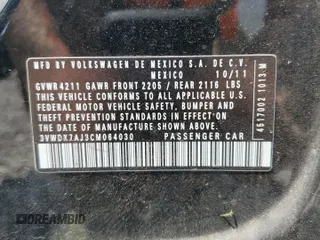 MFD. BY VOLKSWAGEN DE MEXICO S.A. DE C.V.
MEXICO 10/11
GVWR4211 GAWR FRONT 2205 / REAR 2116 LBS
THIS VEHICLE CONFORMS TO ALL APPLICABLE U.S.
FEDERAL MOTOR VEHICLE SAFETY, BUMPER AND
THEFT PREVENTION STANDARDS IN EFFECT ON THE
DATE OF MANUFACTURE SHOWN ABOVE.
3VWDX7AJ3CM064030 PASSENGER CAR
4517002 1013.M
DREAMBID